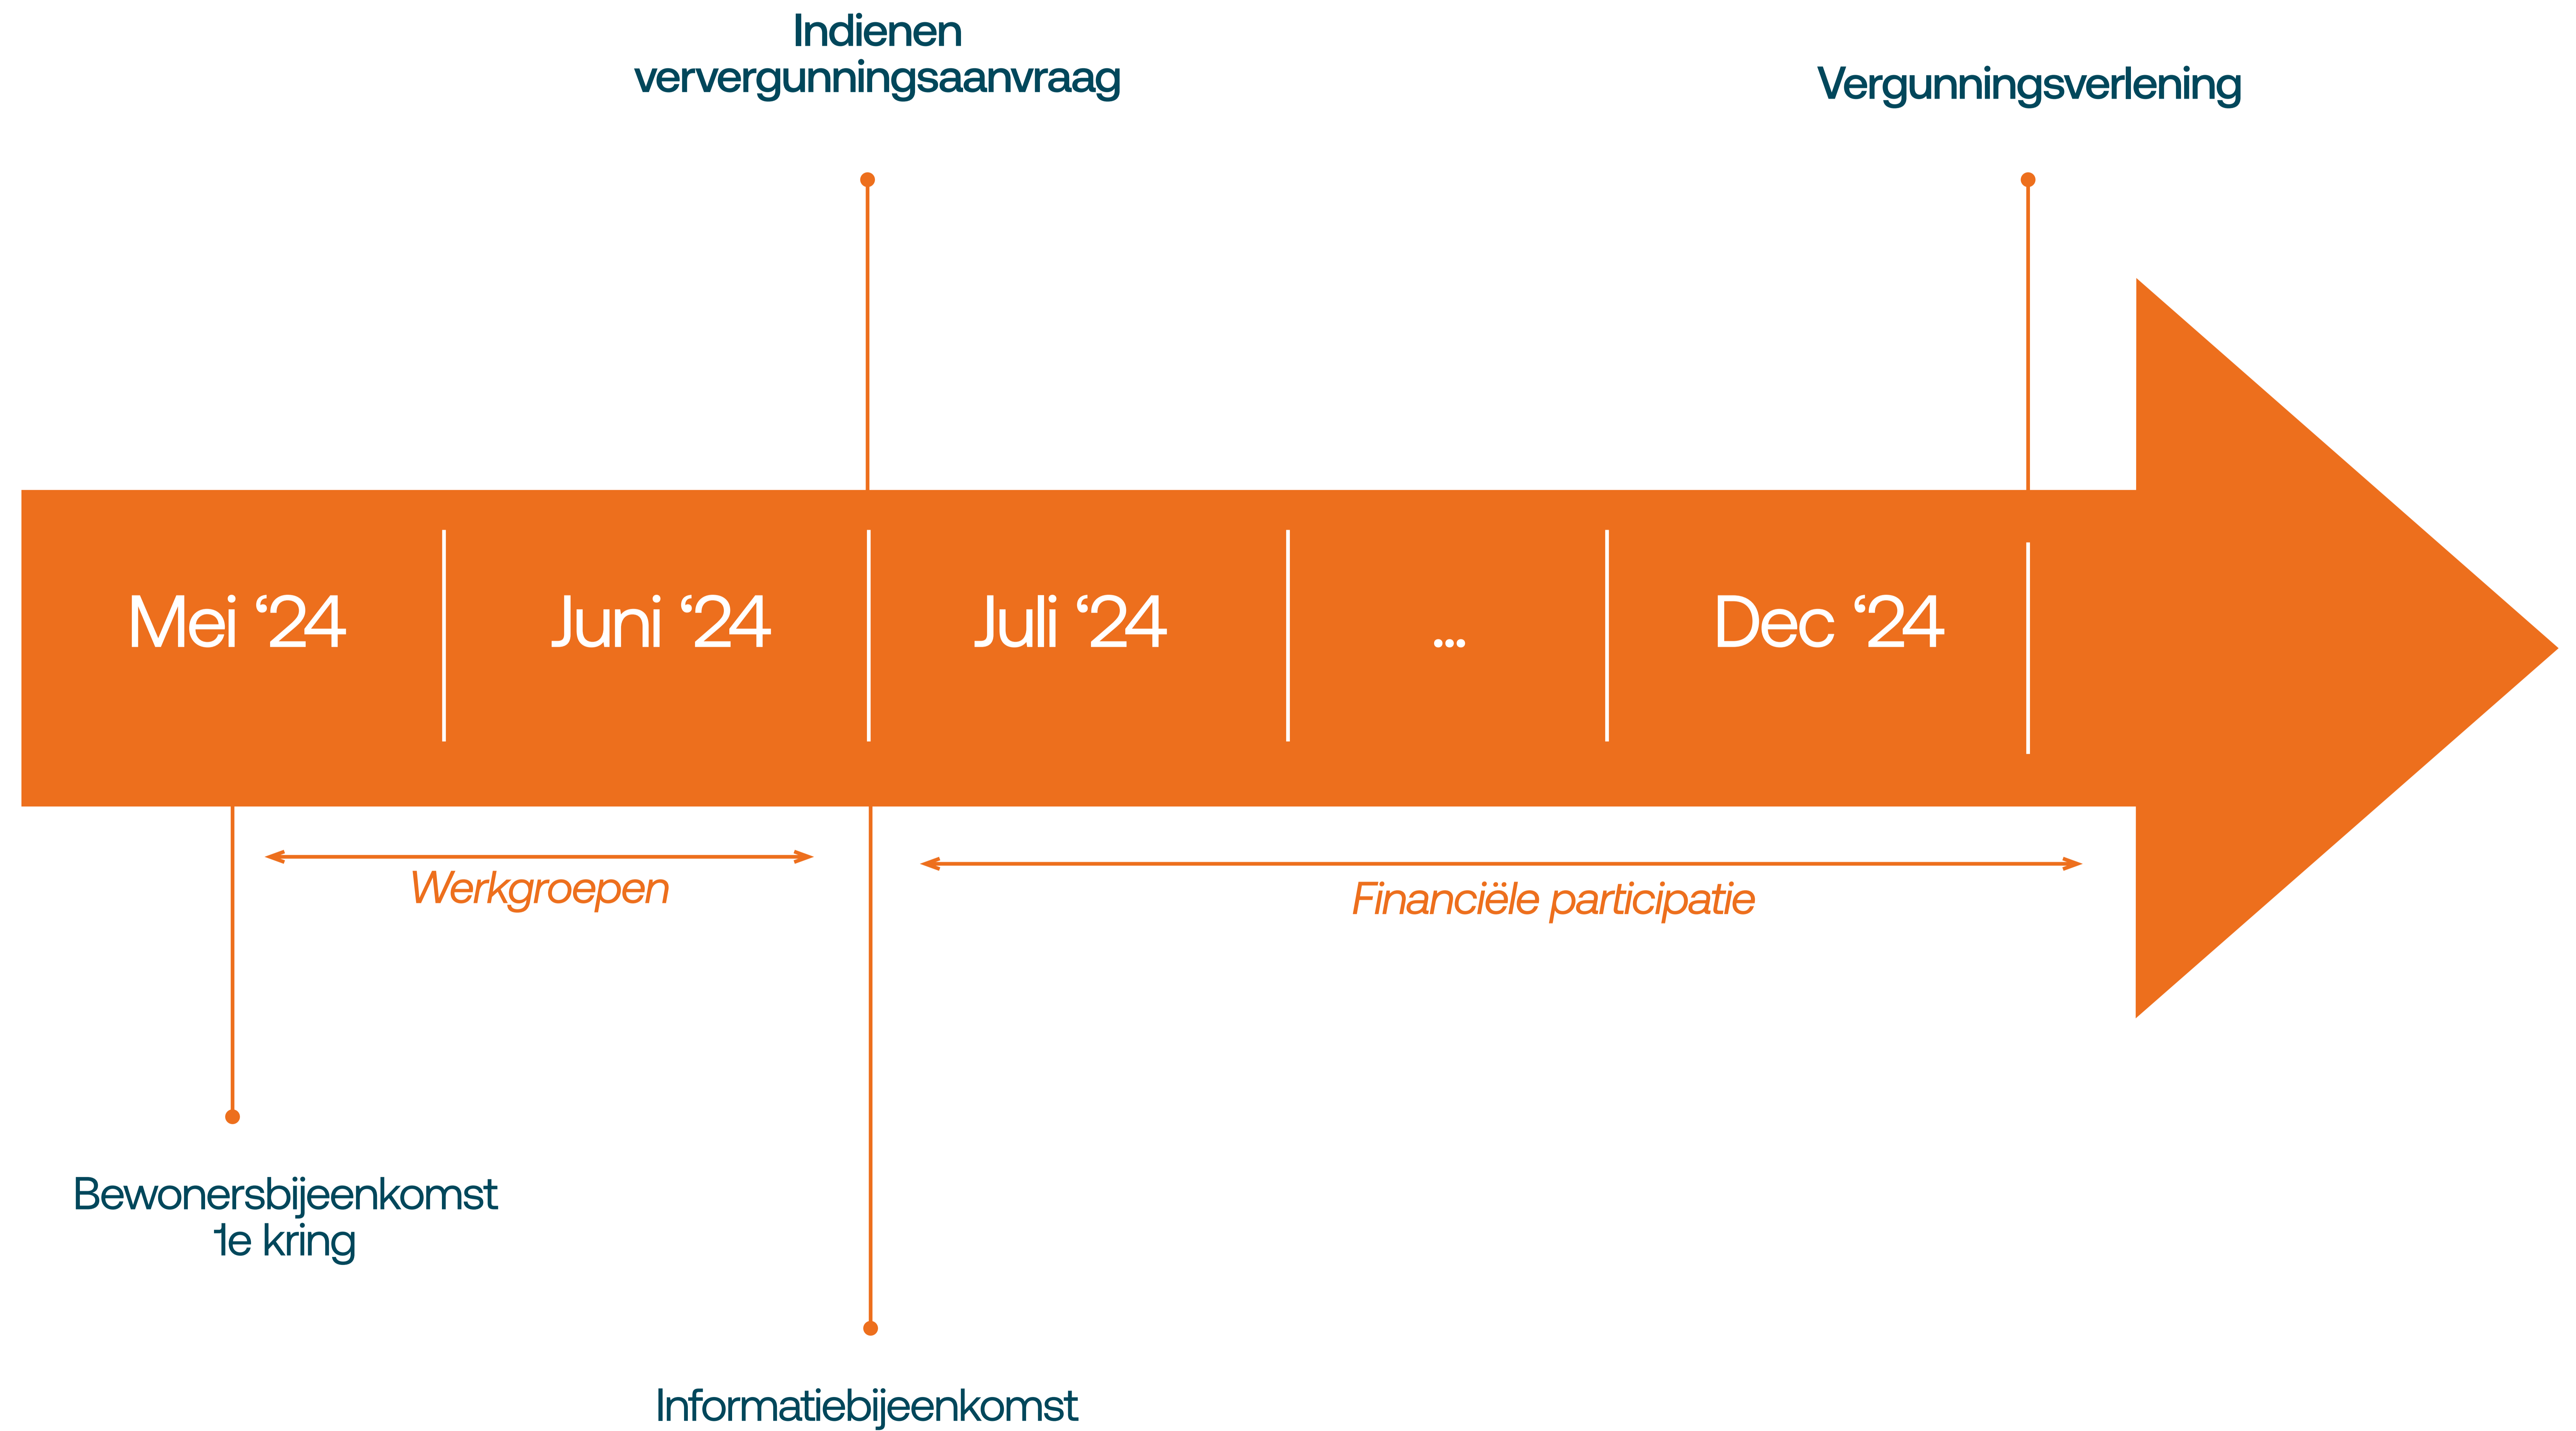 Indienen
ververgunningsaanvraag
Vergunningsverlening
Mei ‘24
Juni ‘24
Juli ‘24
...
Dec ‘24
Werkgroepen
Financiële participatie
Bewonersbijeenkomst
1e kring
Informatiebijeenkomst